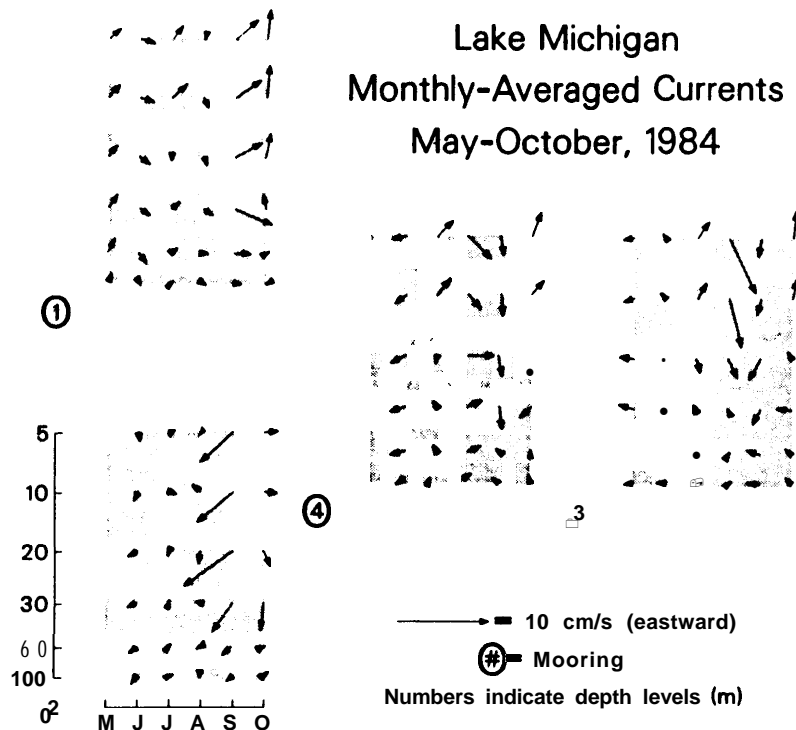 Lake Michigan
Monthly-Averaged Currents
May-October, 1984
1
5
10
20
30
60
100
02
M J J A S O
4
3
10 cm/s (eastward)
# Mooring
Numbers indicate depth levels (m)